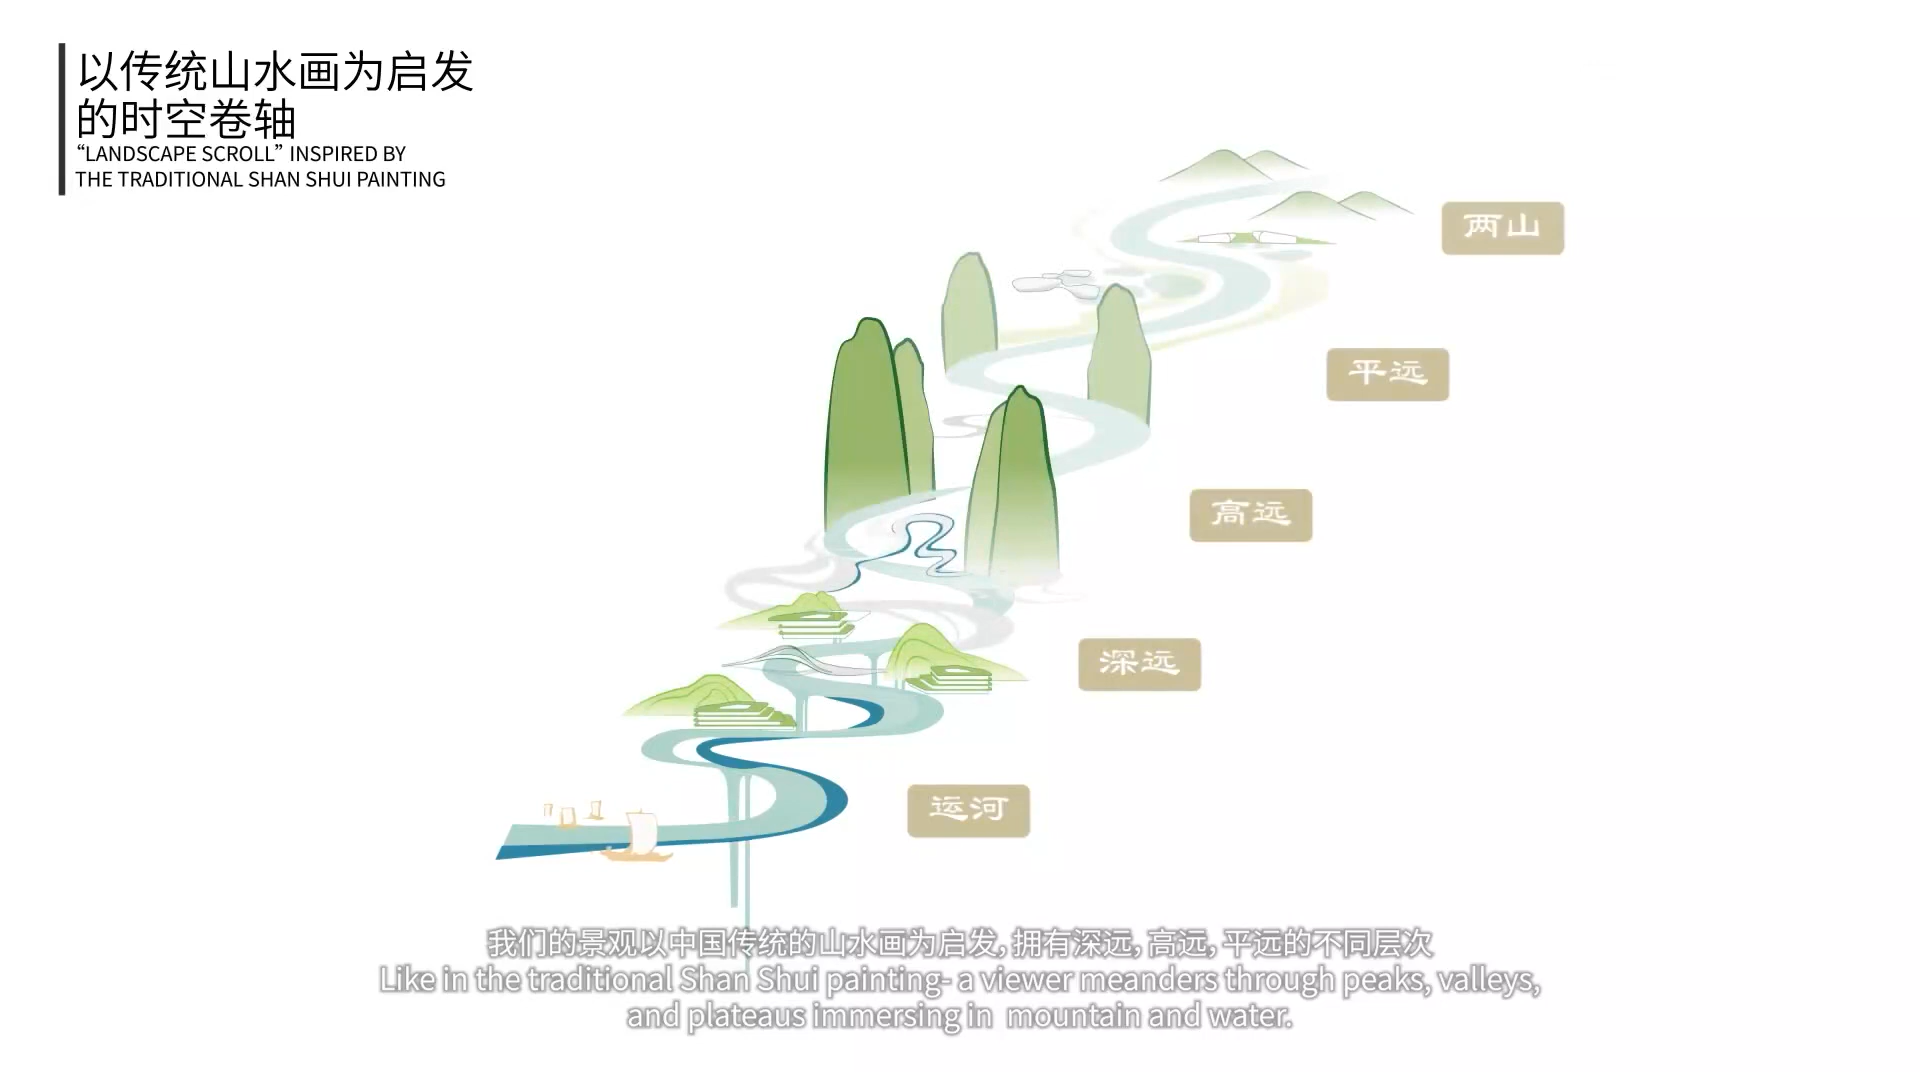 以传统山水画为启发
的时空卷轴
“LANDSCAPE SCROLL” INSPIRED BY
THE TRADITIONAL SHAN SHUI PAINTING
两山
平远
高远
深远
运河
我们的景观以中国传统的山水画为启发，拥有深远，高远，平远的不同层次
Like in the traditional Shan Shui painting- a viewer meanders through peaks, valleys,
and plateaus immersing in mountain and water.